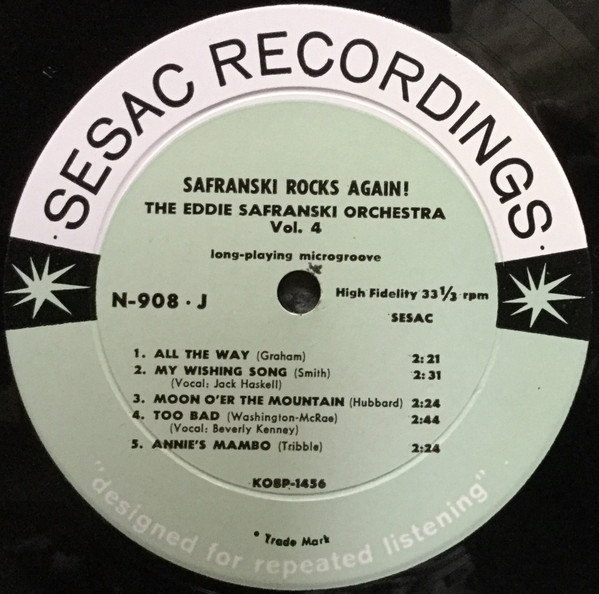 · SESAC RECORDINGS ·
SAFRANSKI ROCKS AGAIN!
THE EDDIE SAFRANSKI ORCHESTRA
Vol. 4
long-playing microgroove
N-908 · J
High Fidelity 33 1/3 rpm
SESAC
1. ALL THE WAY (Graham) 2:21
2. MY WISHING SONG (Smith) 2:31
(Vocal: Jack Haskell)
3. MOON O'ER THE MOUNTAIN (Hubbard) 2:24
4. TOO BAD (Washington-McRae) 2:44
(Vocal: Beverly Kenney)
5. ANNIE'S MAMBO (Tribble) 2:24
KO8P-1456
* Trade Mark
"designed for repeated listening"